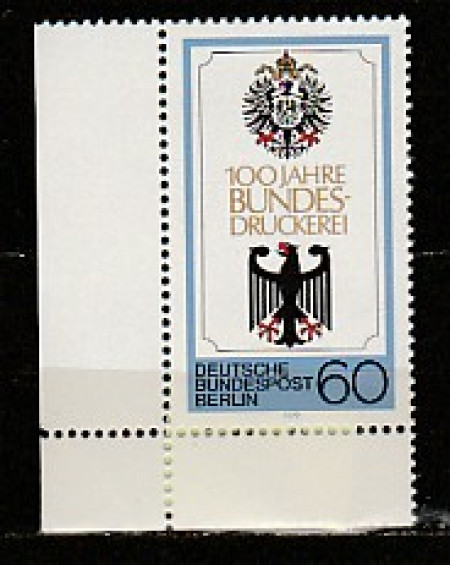 100 JAHRE
BUNDES-
DRUCKEREI
DEUTSCHE
BUNDESPOST
BERLIN
60